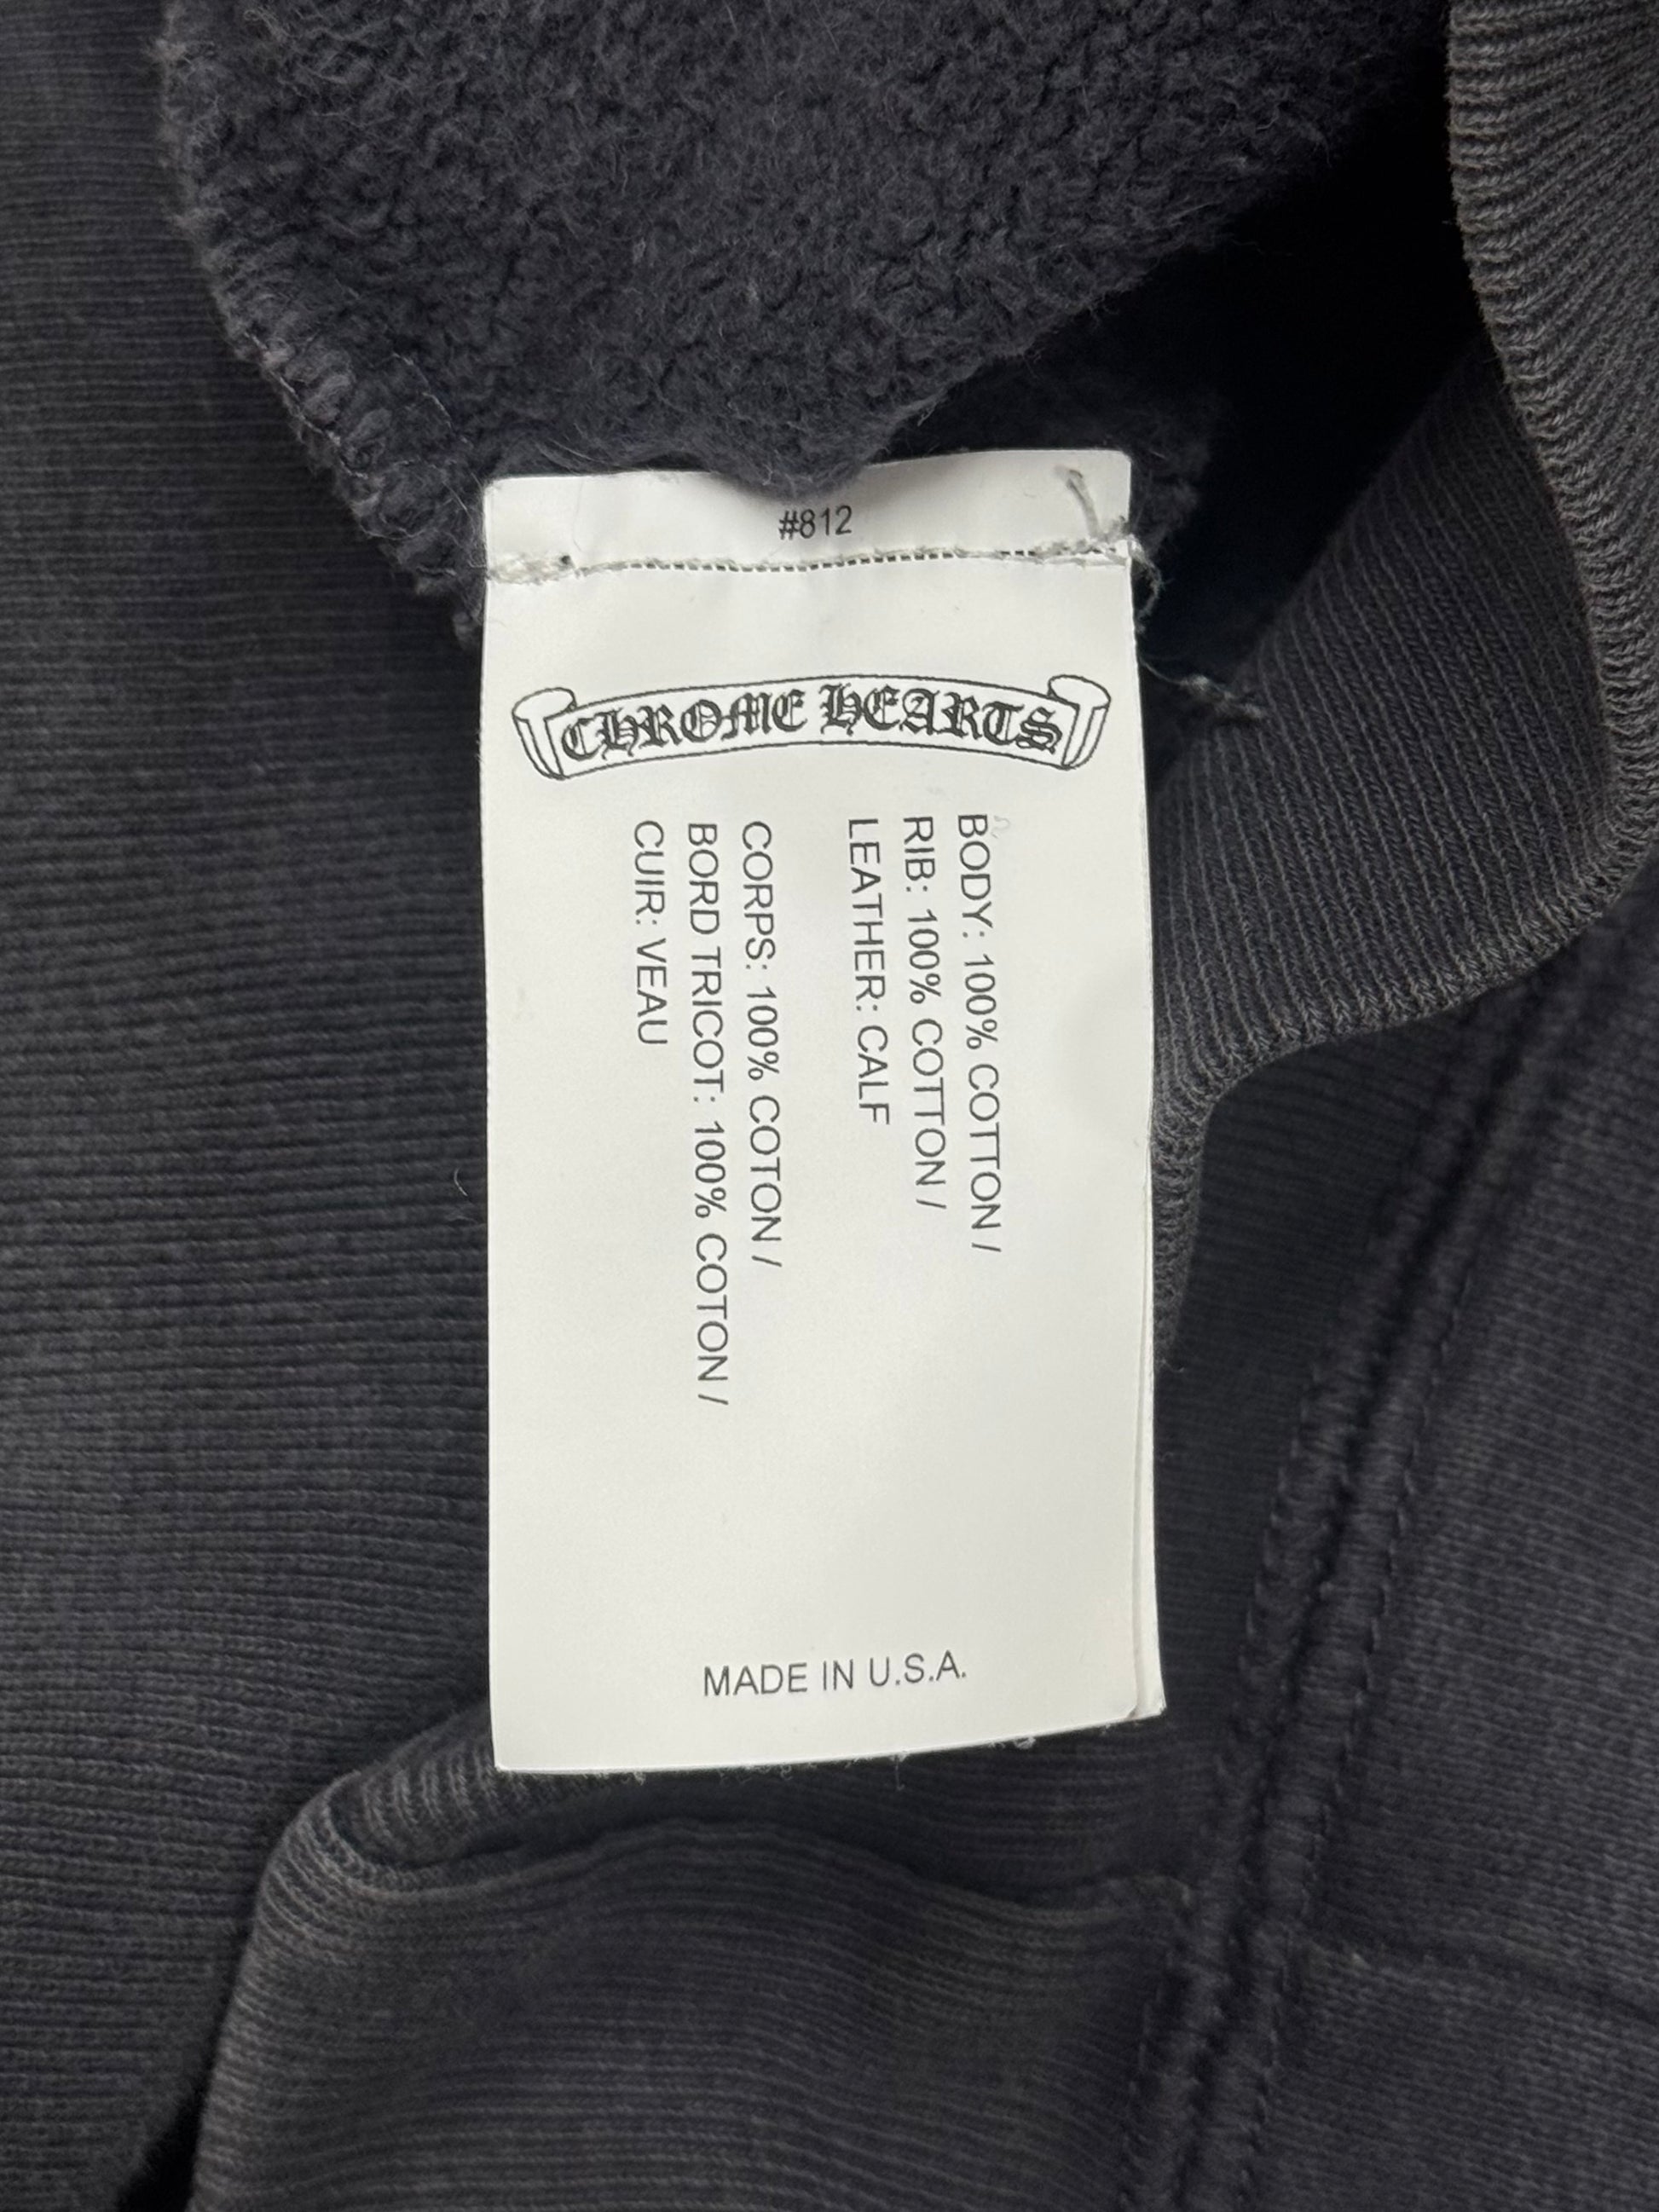 #812
CHROME HEARTS
BODY: 100% COTTON /
RIB: 100% COTTON /
LEATHER: CALF
CORPS: 100% COTON /
BORD TRICOT: 100% COTON /
CUIR: VEAU
MADE IN U.S.A.